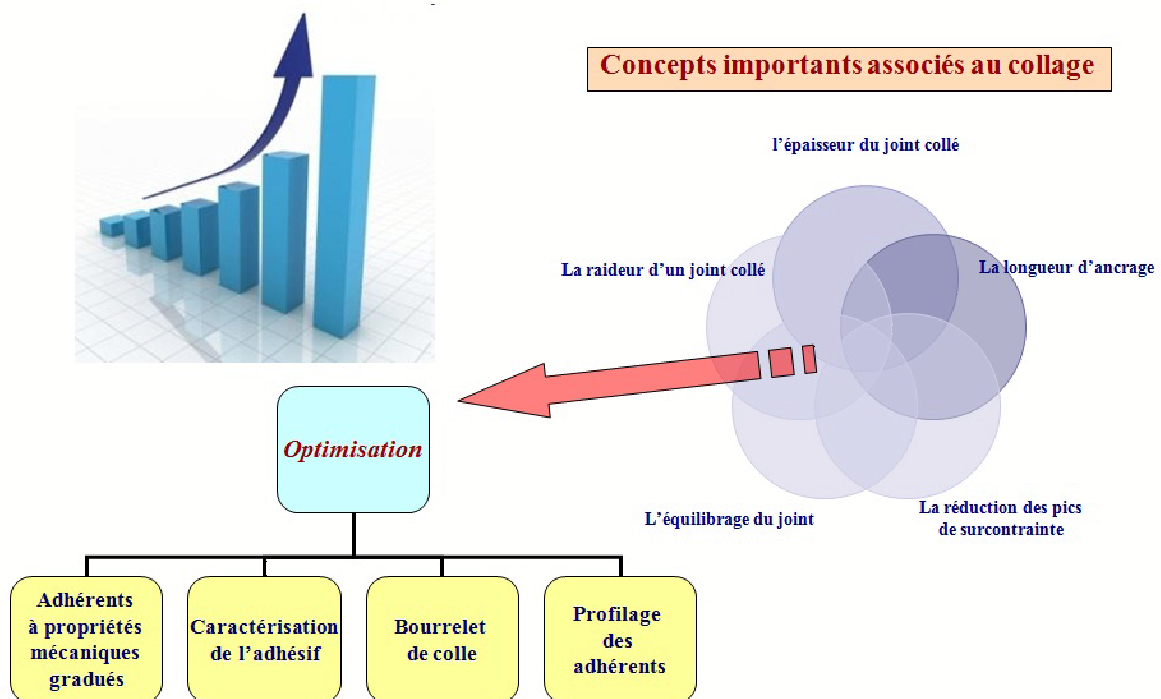 Concepts importants associés au collage
l'épaisseur du joint collé
La raideur d'un joint collé
La longueur d'ancrage
L'équilibrage du joint
La réduction des pics
de surcontrainte
Optimisation
Adhérents
à propriétés
mécaniques
gradués
Caractérisation
de l'adhésif
Bourrelet
de colle
Profilage
des
adhérents